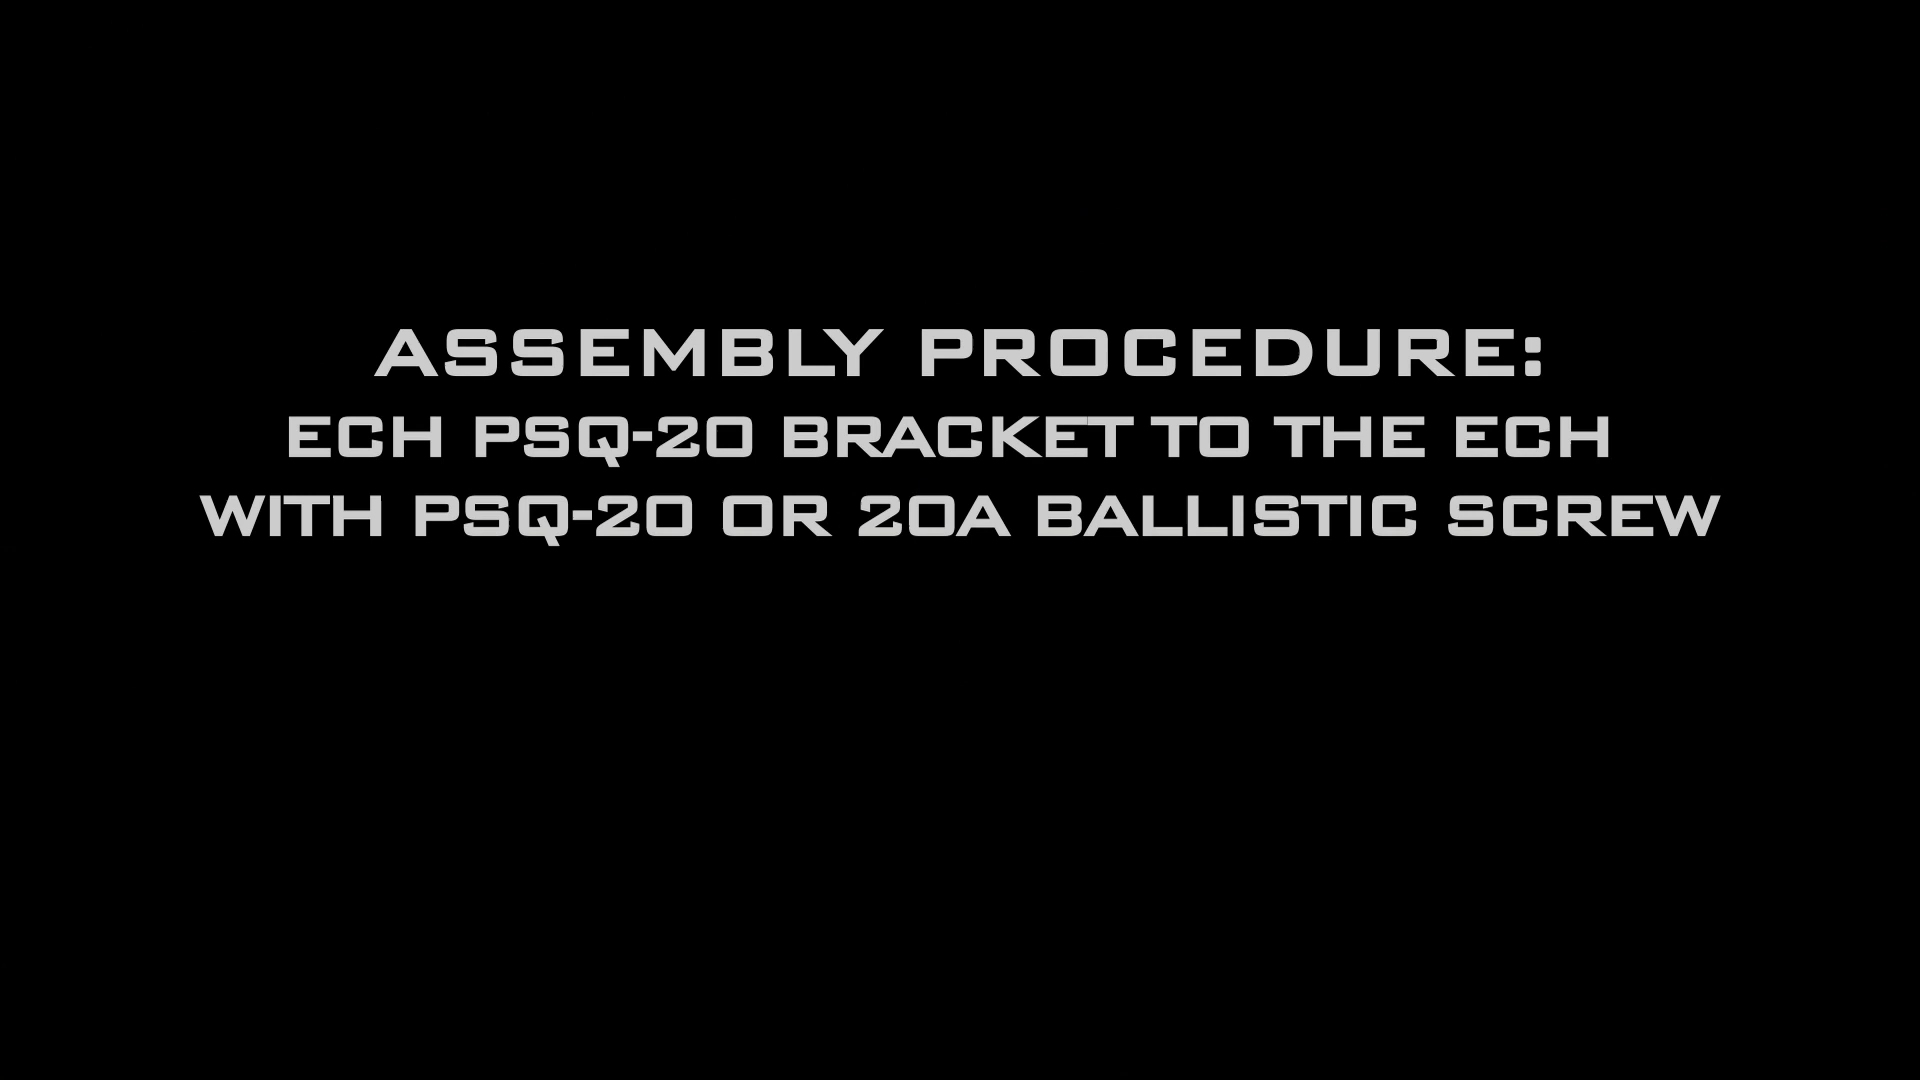 ASSEMBLY PROCEDURE:
ECH PSQ-20 BRACKET TO THE ECH
WITH PSQ-20 OR 20A BALLISTIC SCREW